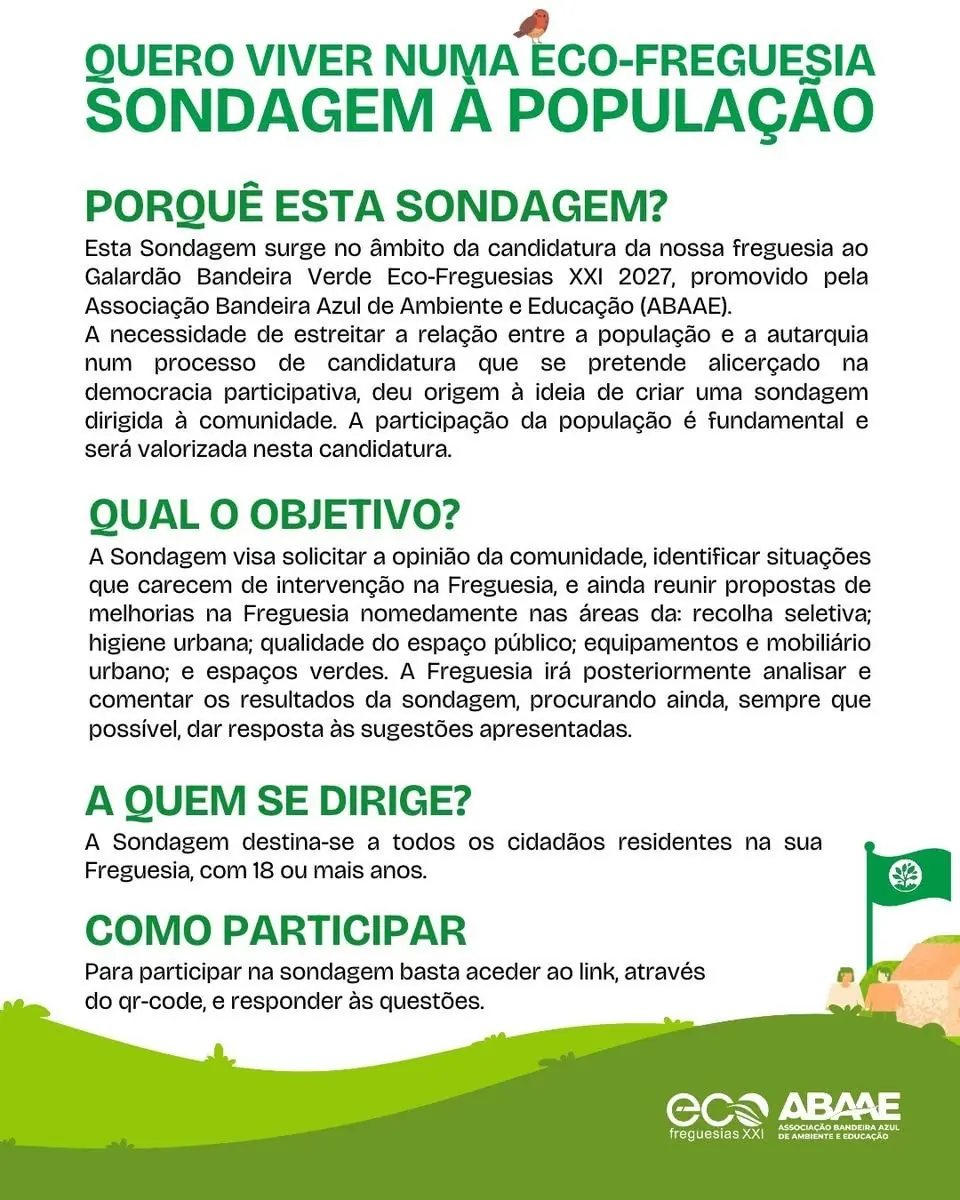 QUERO VIVER NUMA ECO-FREGUESIA
SONDAGEM À POPULAÇÃO
PORQUÊ ESTA SONDAGEM?
Esta Sondagem surge no âmbito da candidatura da nossa freguesia ao
Galardão Bandeira Verde Eco-Freguesias XXI 2027, promovido pela
Associação Bandeira Azul de Ambiente e Educação (ABAAE).
A necessidade de estreitar a relação entre a população e a autarquia
num processo de candidatura que se pretende alicerçado na
democracia participativa, deu origem à ideia de criar uma sondagem
dirigida à comunidade. A participação da população é fundamental e
será valorizada nesta candidatura.
QUAL O OBJETIVO?
A Sondagem visa solicitar a opinião da comunidade, identificar situações
que carecem de intervenção na Freguesia, e ainda reunir propostas de
melhorias na Freguesia nomedamente nas áreas da: recolha seletiva;
higiene urbana; qualidade do espaço público; equipamentos e mobiliário
urbano; e espaços verdes. A Freguesia irá posteriormente analisar e
comentar os resultados da sondagem, procurando ainda, sempre que
possível, dar resposta às sugestões apresentadas.
A QUEM SE DIRIGE?
A Sondagem destina-se a todos os cidadãos residentes na sua
Freguesia, com 18 ou mais anos.
COMO PARTICIPAR
Para participar na sondagem basta aceder ao link, através
do qr-code, e responder às questões.
eco
freguesias XXI
ABAAE
ASSOCIAÇÃO BANDEIRA AZUL
DE AMBIENTE E EDUCAÇÃO